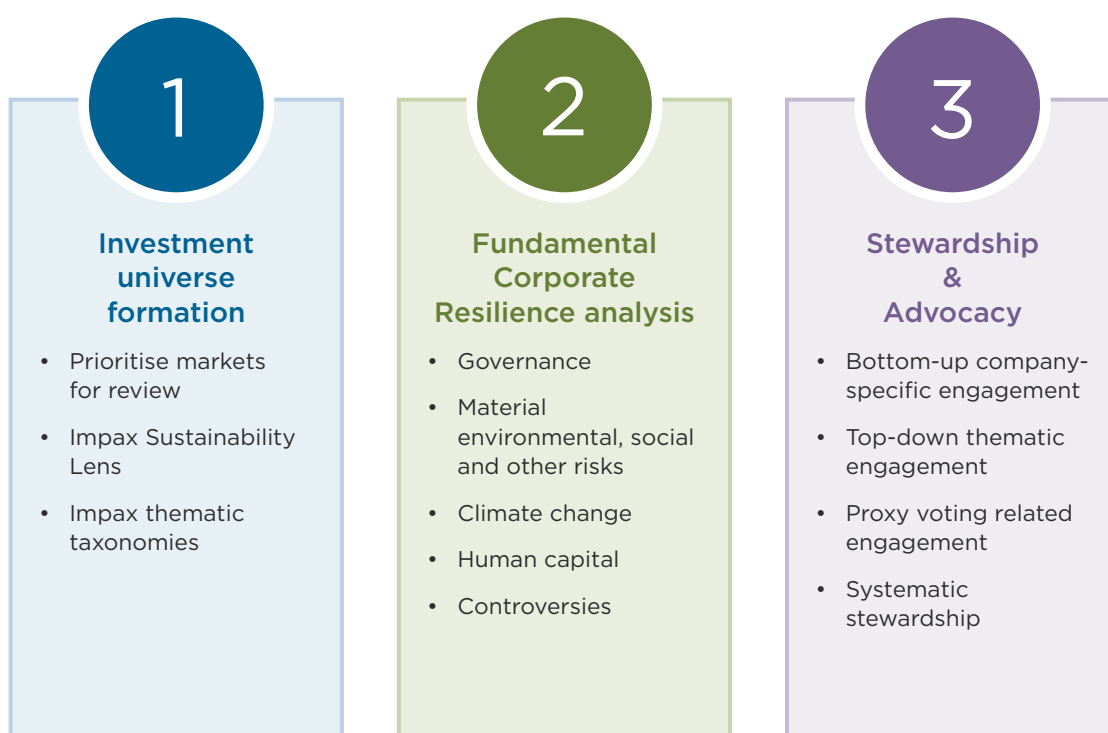 1
Investment
universe
formation
• Prioritise markets
for review
• Impax Sustainability
Lens
• Impax thematic
taxonomies
2
Fundamental
Corporate
Resilience analysis
• Governance
• Material
environmental, social
and other risks
• Climate change
• Human capital
• Controversies
3
Stewardship
&
Advocacy
• Bottom-up company-
specific engagement
• Top-down thematic
engagement
• Proxy voting related
engagement
• Systematic
stewardship